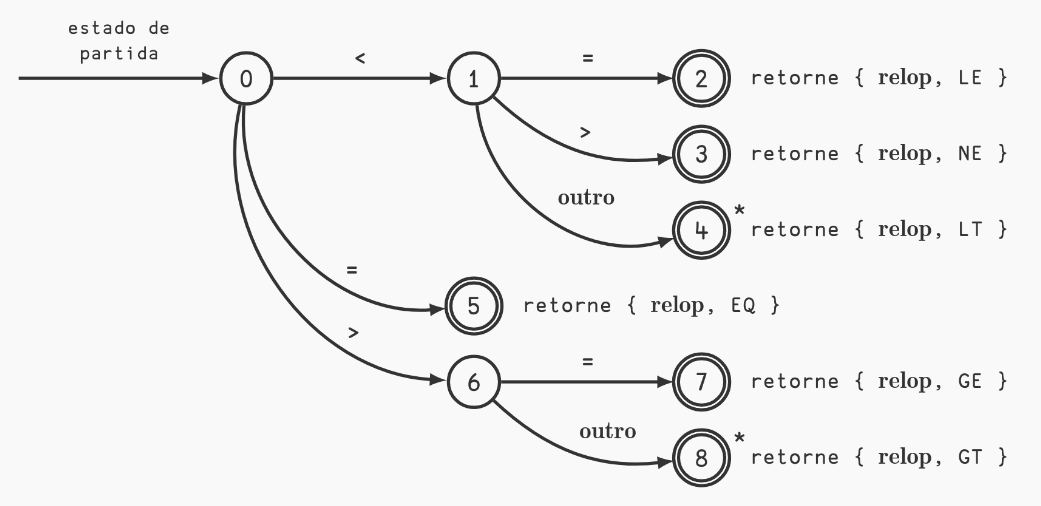 estado de
partida
0
<
1
=
2
retorne { relop, LE }
>
3
retorne { relop, NE }
outro
4
*
retorne { relop, LT }
=
5
retorne { relop, EQ }
>
6
=
7
retorne { relop, GE }
outro
8
*
retorne { relop, GT }